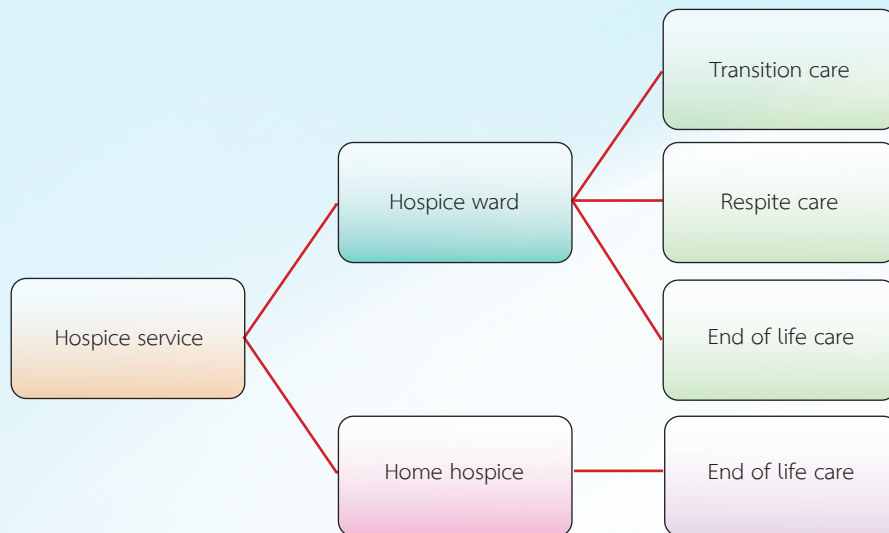 Transition care
Hospice ward
Respite care
Hospice service
End of life care
Home hospice
End of life care